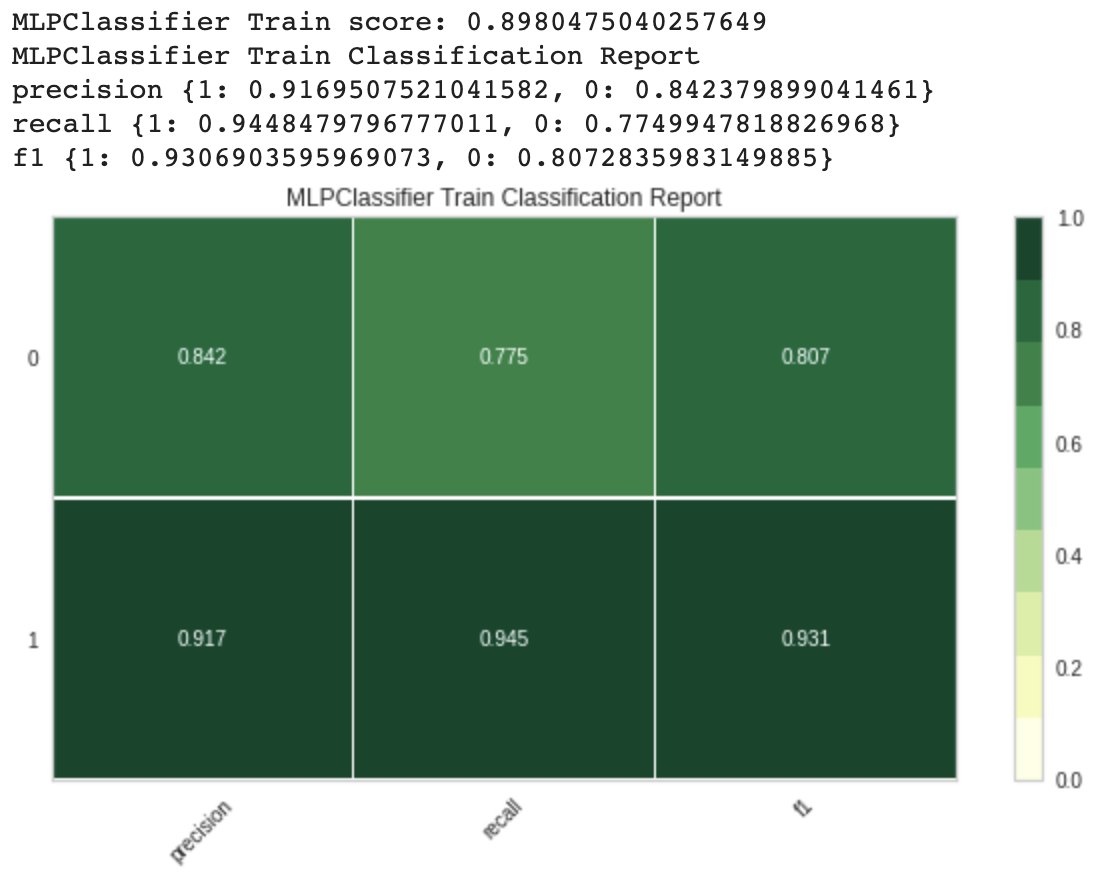 MLPClassifier Train score: 0.8980475040257649
MLPClassifier Train Classification Report
precision {1: 0.9169507521041582, 0: 0.842379899041461}
recall {1: 0.9448479796777011, 0: 0.7749947818826968}
f1 {1: 0.9306903595969073, 0: 0.8072835983149885}
MLPClassifier Train Classification Report
0
0.842
0.775
0.807
1
0.917
0.945
0.931
precision
recall
f1
1.0
0.8
0.6
0.4
0.2
0.0